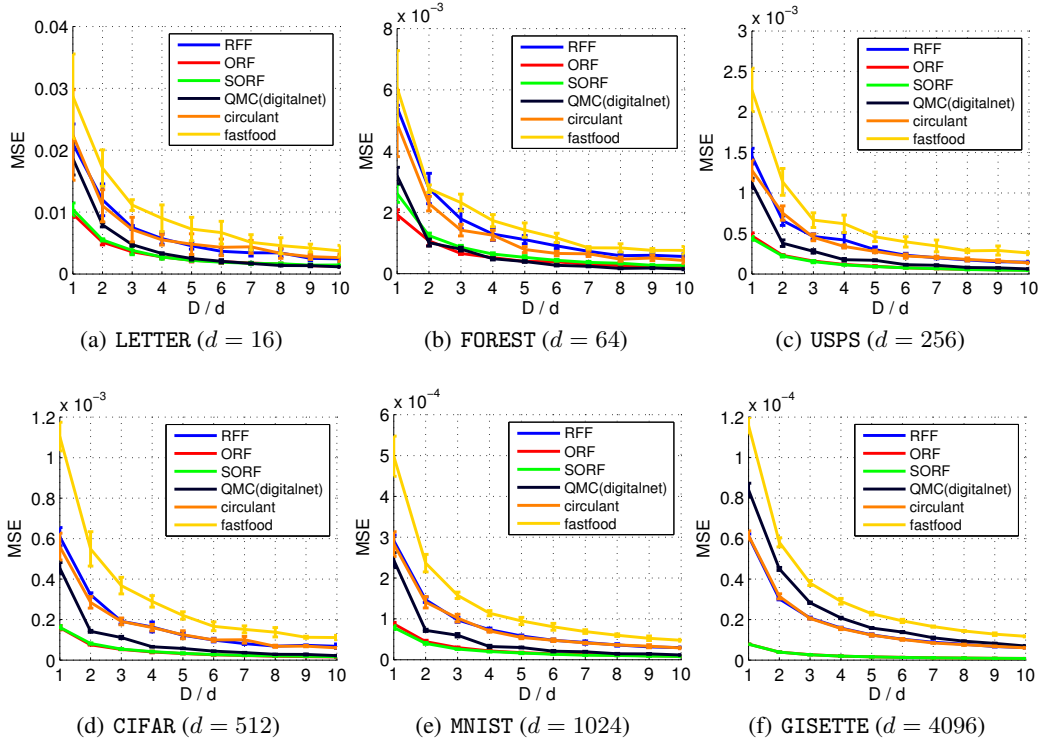 0.04
0.03
0.02
0.01
0
MSE
RFF
ORF
SORF
QMC(digitalnet)
circulant
fastfood
1 2 3 4 5 6 7 8 9 10
D / d
(a) LETTER (d = 16)
x 10^-3
8
6
4
2
0
MSE
RFF
ORF
SORF
QMC(digitalnet)
circulant
fastfood
1 2 3 4 5 6 7 8 9 10
D / d
(b) FOREST (d = 64)
x 10^-3
3
2.5
2
1.5
1
0.5
0
MSE
RFF
ORF
SORF
QMC(digitalnet)
circulant
fastfood
1 2 3 4 5 6 7 8 9 10
D / d
(c) USPS (d = 256)
x 10^-3
1.2
1
0.8
0.6
0.4
0.2
0
MSE
RFF
ORF
SORF
QMC(digitalnet)
circulant
fastfood
1 2 3 4 5 6 7 8 9 10
D / d
(d) CIFAR (d = 512)
x 10^-4
6
5
4
3
2
1
0
MSE
RFF
ORF
SORF
QMC(digitalnet)
circulant
fastfood
1 2 3 4 5 6 7 8 9 10
D / d
(e) MNIST (d = 1024)
x 10^-4
1.2
1
0.8
0.6
0.4
0.2
0
MSE
RFF
ORF
SORF
QMC(digitalnet)
circulant
fastfood
1 2 3 4 5 6 7 8 9 10
D / d
(f) GISETTE (d = 4096)